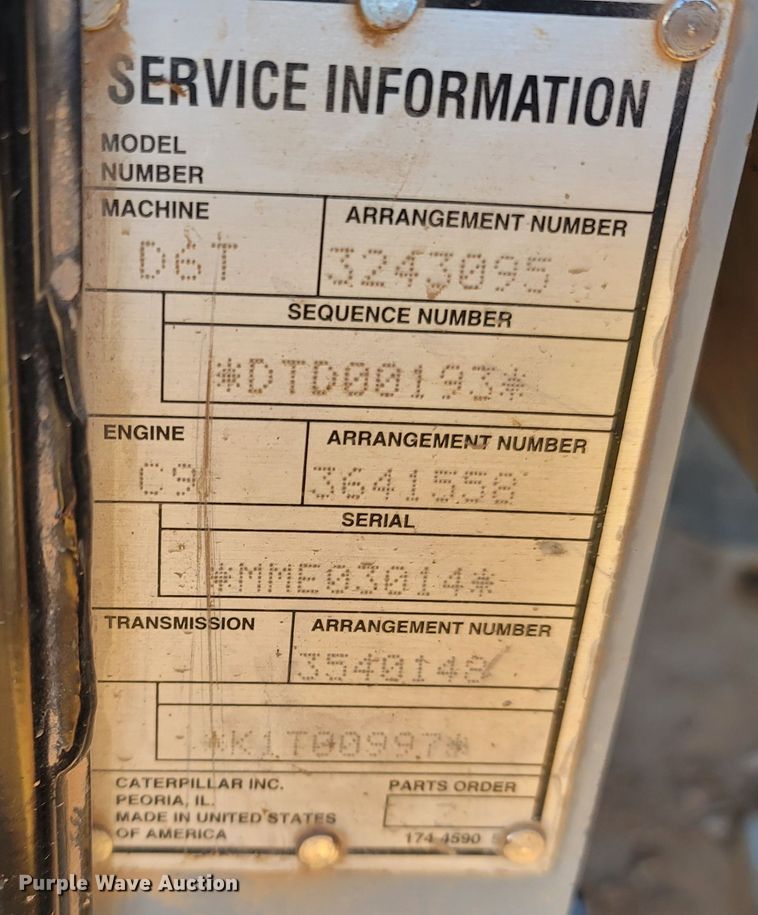 SERVICE INFORMATION
MODEL
NUMBER
MACHINE
ARRANGEMENT NUMBER
D6T
3243095
SEQUENCE NUMBER
*DTD00193*
ENGINE
ARRANGEMENT NUMBER
C9
3641558
SERIAL
*MME03014*
TRANSMISSION
ARRANGEMENT NUMBER
3540148
*K1T00997*
CATERPILLAR INC.
PEORIA, IL.
MADE IN UNITED STATES
OF AMERICA
PARTS ORDER
174-4590
Purple Wave Auction